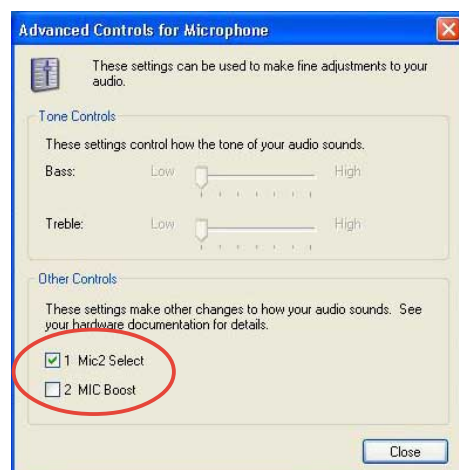 Advanced Controls for Microphone
These settings can be used to make fine adjustments to your
audio.
Tone Controls
These settings control how the tone of your audio sounds.
Bass: Low High
Treble: Low High
Other Controls
These settings make other changes to how your audio sounds. See
your hardware documentation for details.
1 Mic2 Select
2 MIC Boost
Close